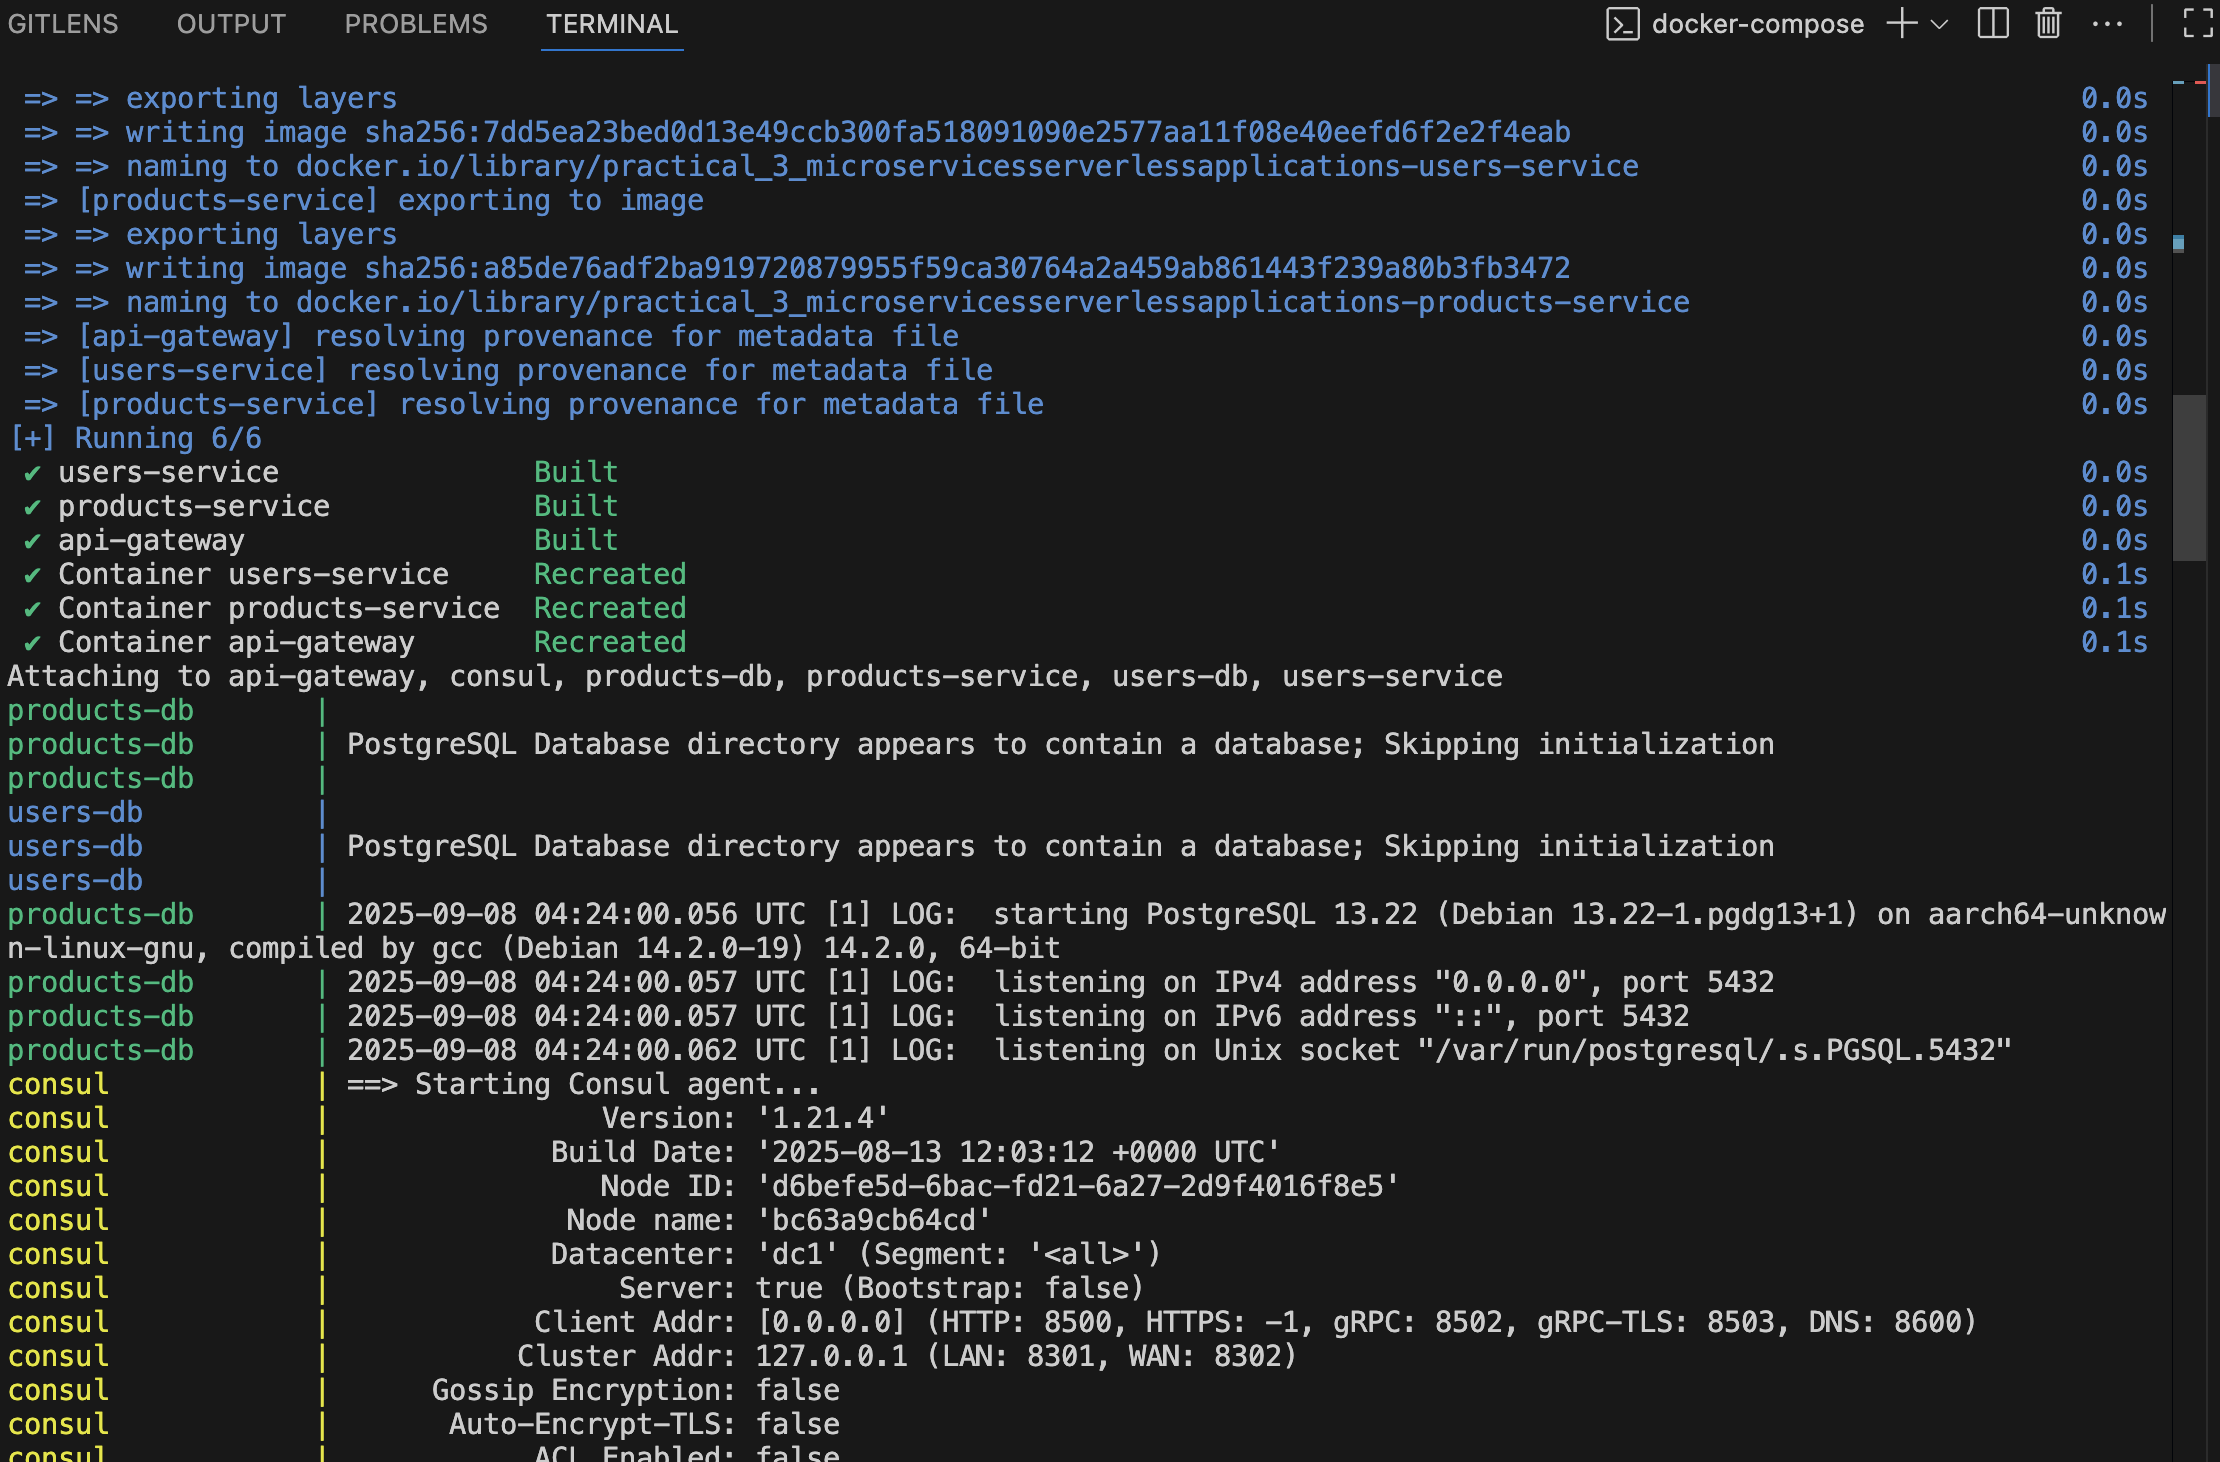 GITLENS OUTPUT PROBLEMS TERMINAL docker-compose
=> => exporting layers 0.0s
=> => writing image sha256:7dd5ea23bed0d13e49ccb300fa518091090e2577aa11f08e40eefd6f2e2f4eab 0.0s
=> => naming to docker.io/library/practical_3_microservicesserverlessapplications-users-service 0.0s
=> [products-service] exporting to image 0.0s
=> => exporting layers 0.0s
=> => writing image sha256:a85de76adf2ba919720879955f59ca30764a2a459ab861443f239a80b3fb3472 0.0s
=> => naming to docker.io/library/practical_3_microservicesserverlessapplications-products-service 0.0s
=> [api-gateway] resolving provenance for metadata file 0.0s
=> [users-service] resolving provenance for metadata file 0.0s
=> [products-service] resolving provenance for metadata file 0.0s
[+] Running 6/6
✔ users-service Built 0.0s
✔ products-service Built 0.0s
✔ api-gateway Built 0.0s
✔ Container users-service Recreated 0.1s
✔ Container products-service Recreated 0.1s
✔ Container api-gateway Recreated 0.1s
Attaching to api-gateway, consul, products-db, products-service, users-db, users-service
products-db |
products-db | PostgreSQL Database directory appears to contain a database; Skipping initialization
products-db |
users-db |
users-db | PostgreSQL Database directory appears to contain a database; Skipping initialization
users-db |
products-db | 2025-09-08 04:24:00.056 UTC [1] LOG:  starting PostgreSQL 13.22 (Debian 13.22-1.pgdg13+1) on aarch64-unknow
n-linux-gnu, compiled by gcc (Debian 14.2.0-19) 14.2.0, 64-bit
products-db | 2025-09-08 04:24:00.057 UTC [1] LOG:  listening on IPv4 address "0.0.0.0", port 5432
products-db | 2025-09-08 04:24:00.057 UTC [1] LOG:  listening on IPv6 address "::", port 5432
products-db | 2025-09-08 04:24:00.062 UTC [1] LOG:  listening on Unix socket "/var/run/postgresql/.s.PGSQL.5432"
consul | ==> Starting Consul agent...
consul | Version: '1.21.4'
consul | Build Date: '2025-08-13 12:03:12 +0000 UTC'
consul | Node ID: 'd6befe5d-6bac-fd21-6a27-2d9f4016f8e5'
consul | Node name: 'bc63a9cb64cd'
consul | Datacenter: 'dc1' (Segment: '<all>')
consul | Server: true (Bootstrap: false)
consul | Client Addr: [0.0.0.0] (HTTP: 8500, HTTPS: -1, gRPC: 8502, gRPC-TLS: 8503, DNS: 8600)
consul | Cluster Addr: 127.0.0.1 (LAN: 8301, WAN: 8302)
consul | Gossip Encryption: false
consul | Auto-Encrypt-TLS: false
consul | ACL Enabled: false